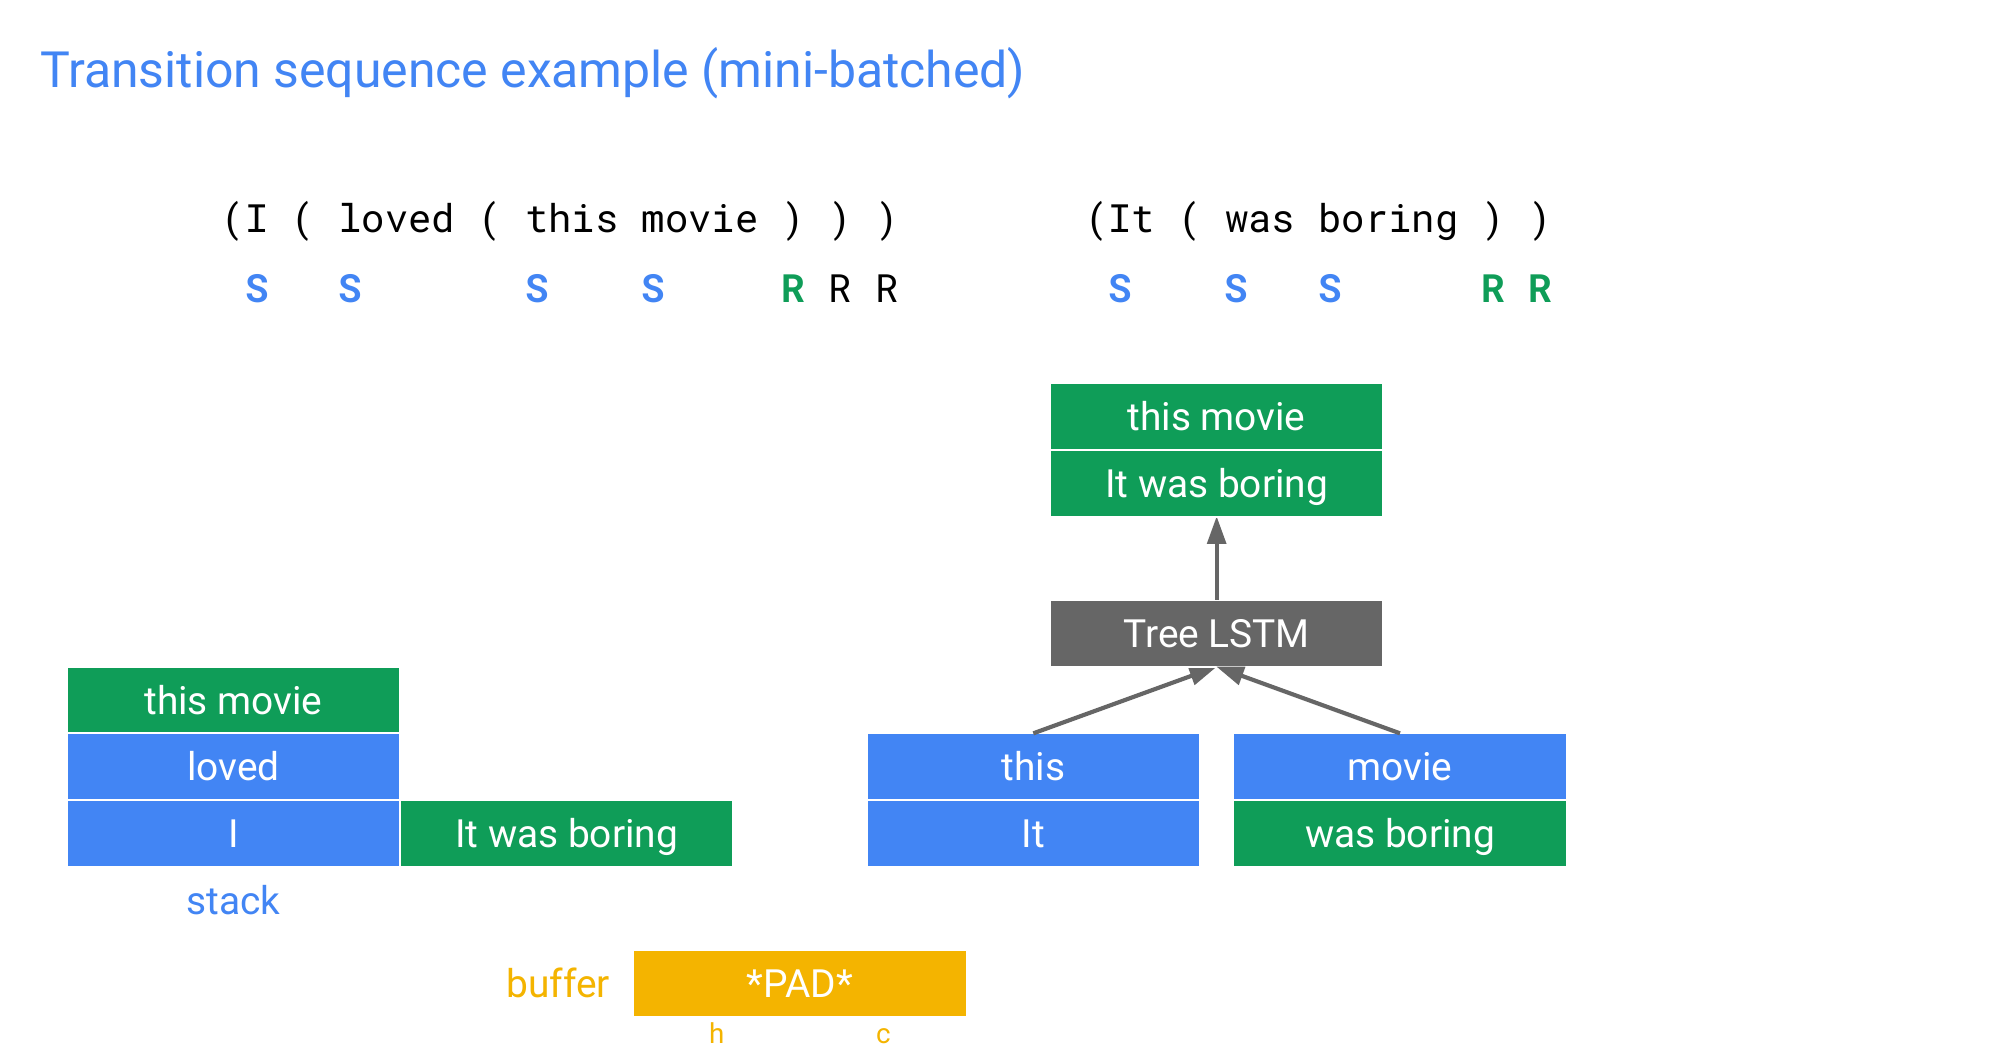 Transition sequence example (mini-batched)
(I ( loved ( this movie ) ) )
(It ( was boring ) )
S S S S R R R
S S S R R
this movie
It was boring
Tree LSTM
this movie
loved
I
It was boring
this
It
movie
was boring
stack
buffer
*PAD*
h c